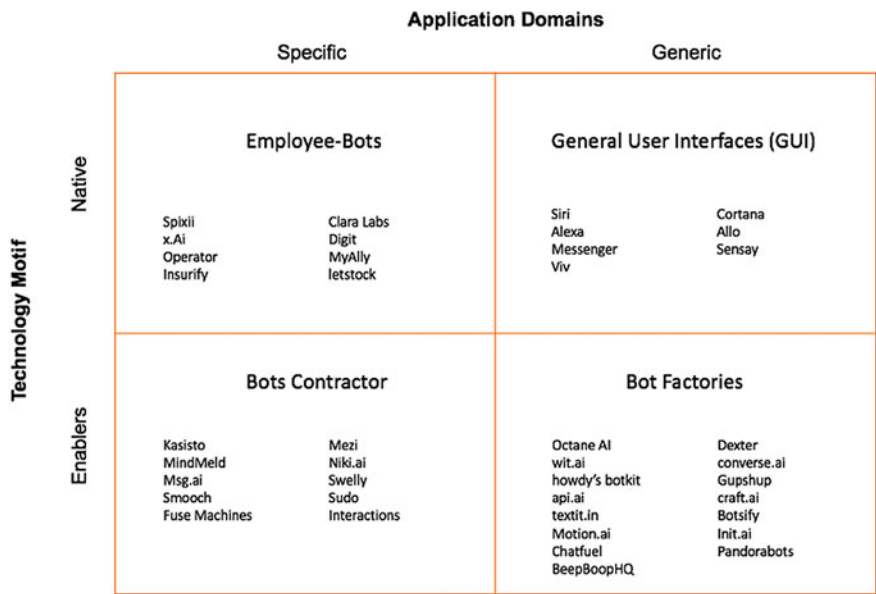 Application Domains
Specific
Generic
Technology Motif
Native
Employee-Bots
Spixii
x.Ai
Operator
Insurify
Clara Labs
Digit
MyAlly
letstock
General User Interfaces (GUI)
Siri
Alexa
Messenger
Viv
Cortana
Allo
Sensay
Enablers
Bots Contractor
Kasisto
MindMeld
Msg.ai
Smooch
Fuse Machines
Mezi
Niki.ai
Swelly
Sudo
Interactions
Bot Factories
Octane AI
wit.ai
howdy's botkit
api.ai
textit.in
Motion.ai
Chatfuel
BeepBoopHQ
Dexter
converse.ai
Gupshup
craft.ai
Botsify
Init.ai
Pandorabots